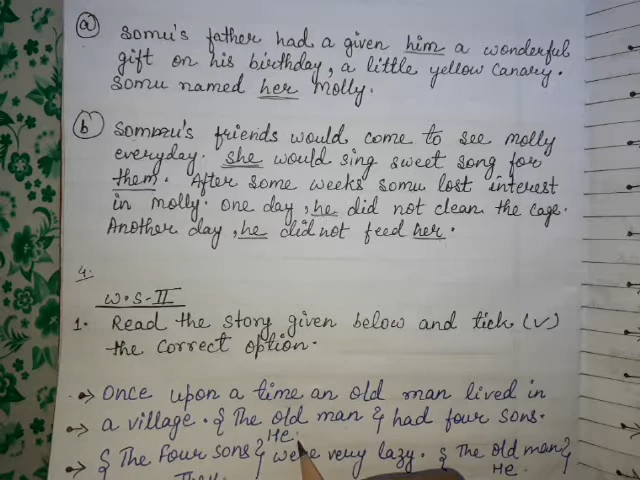 (a) Somu's father had a given him a wonderful
gift on his birthday, a little yellow canary.
Somu named her Molly.
(b) Somu's friends would come to see Molly
everyday. she would sing sweet song for
them. After some weeks Somu lost interest
in Molly. One day, he did not clean the cage.
Another day, he did not feed her.
4.
W.S-II
1. Read the story given below and tick (√)
the correct option.
→ Once upon a time an old man lived in
→ a village. { The old man } had four sons.
He.
→ { The four sons } were very lazy. { The old man }
They
He.